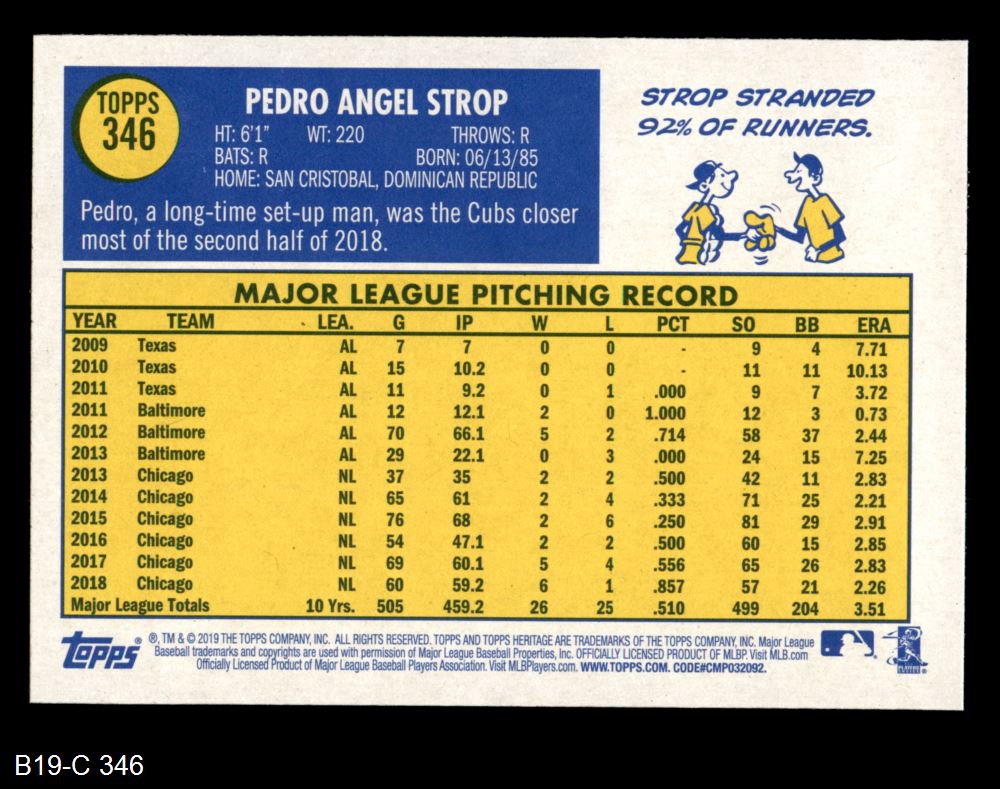 TOPPS
346
PEDRO ANGEL STROP
HT: 6'1" WT: 220 THROWS: R
BATS: R BORN: 06/13/85
HOME: SAN CRISTOBAL, DOMINICAN REPUBLIC
Pedro, a long-time set-up man, was the Cubs closer
most of the second half of 2018.
STROP STRANDED
92% OF RUNNERS.
MAJOR LEAGUE PITCHING RECORD
YEAR TEAM LEA. G IP W L PCT SO BB ERA
2009 Texas AL 7 7 0 0 - 9 4 7.71
2010 Texas AL 15 10.2 0 0 - 11 11 10.13
2011 Texas AL 11 9.2 0 1 .000 9 7 3.72
2011 Baltimore AL 12 12.1 2 0 1.000 12 3 0.73
2012 Baltimore AL 70 66.1 5 2 .714 58 37 2.44
2013 Baltimore AL 29 22.1 0 3 .000 24 15 7.25
2013 Chicago NL 37 35 2 2 .500 42 11 2.83
2014 Chicago NL 65 61 2 4 .333 71 25 2.21
2015 Chicago NL 76 68 2 6 .250 81 29 2.91
2016 Chicago NL 54 47.1 2 2 .500 60 15 2.85
2017 Chicago NL 69 60.1 5 4 .556 65 26 2.83
2018 Chicago NL 60 59.2 6 1 .857 57 21 2.26
Major League Totals 10 Yrs. 505 459.2 26 25 .510 499 204 3.51
Topps ® ®, TM & © 2019 THE TOPPS COMPANY, INC. ALL RIGHTS RESERVED. TOPPS AND TOPPS HERITAGE ARE TRADEMARKS OF THE TOPPS COMPANY, INC. Major League
Baseball trademarks and copyrights are used with permission of Major League Baseball Properties, Inc. OFFICIALLY LICENSED PRODUCT OF MLBP. Visit MLB.com
Officially Licensed Product of Major League Baseball Players Association. Visit MLBPlayers.com. WWW.TOPPS.COM. CODE#CMP032092.
B19-C 346